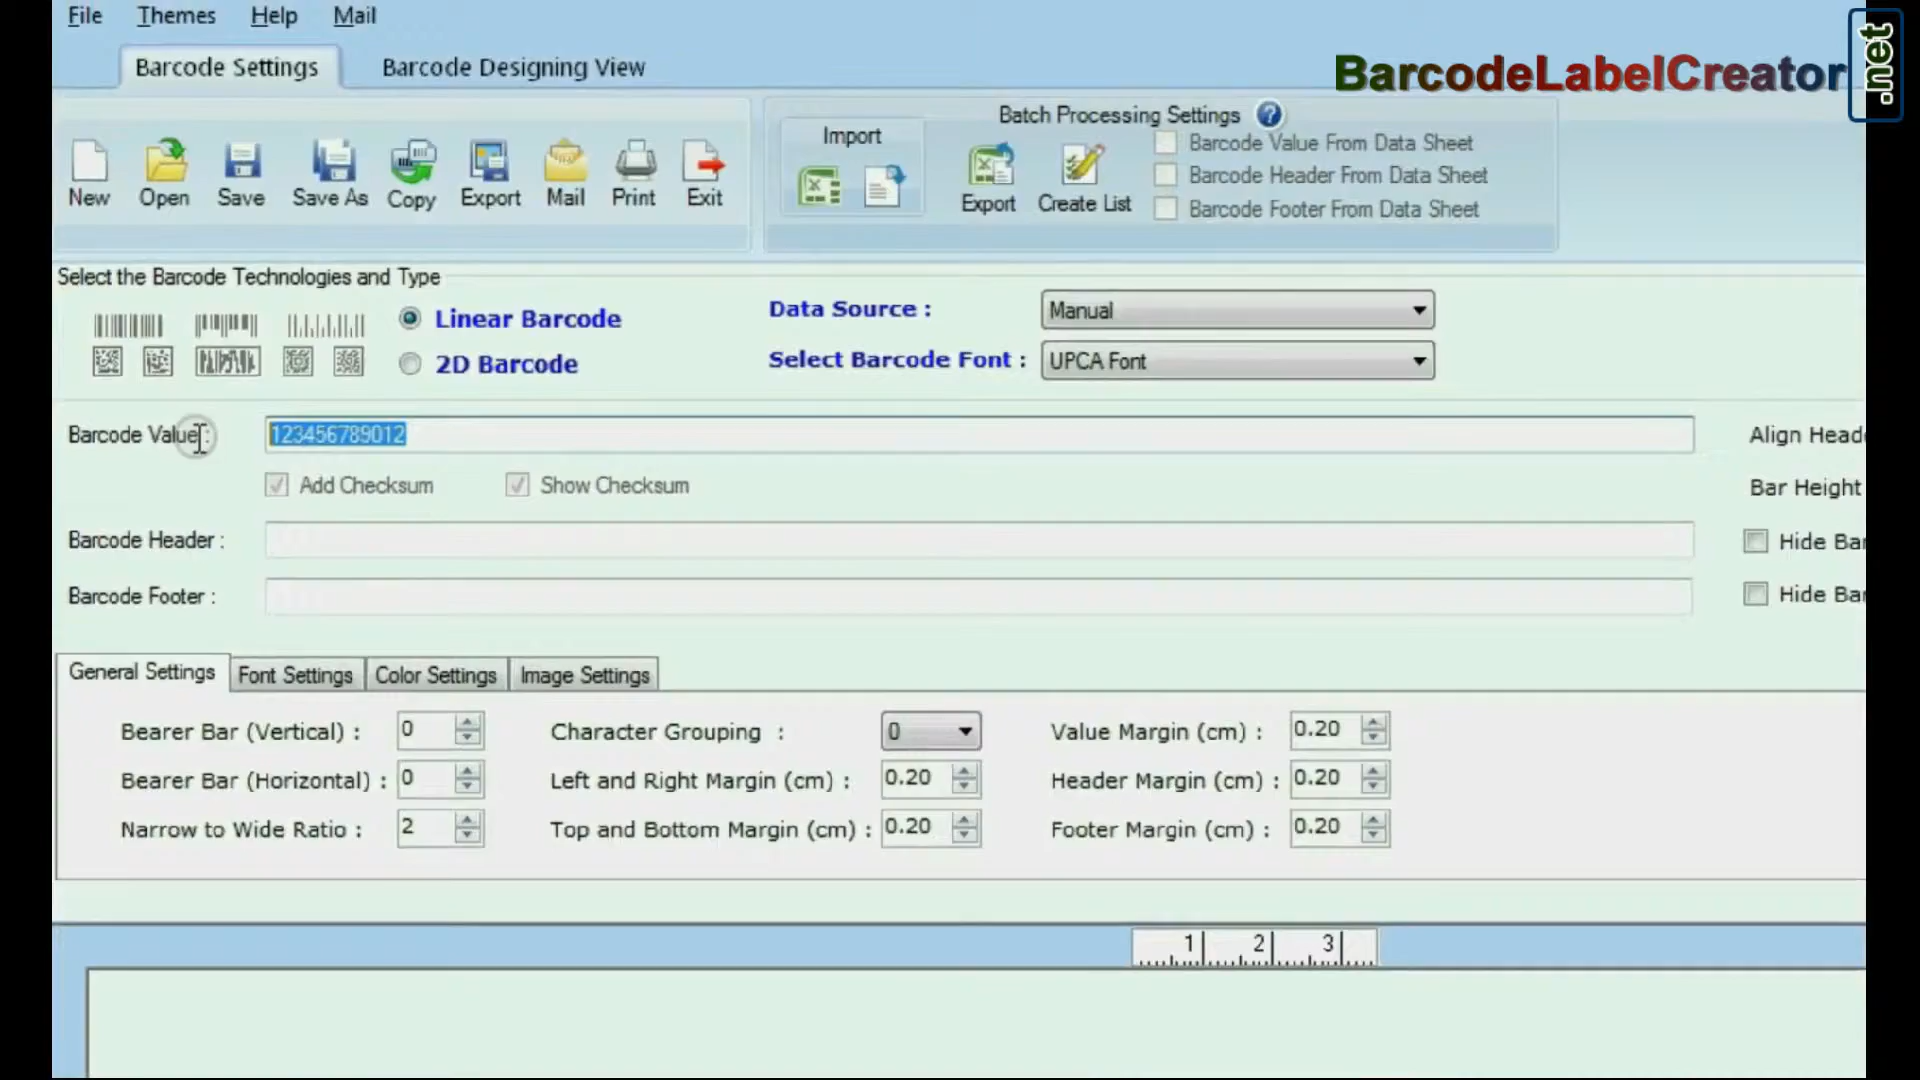 File Themes Help Mail
Barcode Settings Barcode Designing View
BarcodeLabelCreator.net
New Open Save Save As Copy Export Mail Print Exit
Import
Batch Processing Settings ?
Export Create List
Barcode Value From Data Sheet
Barcode Header From Data Sheet
Barcode Footer From Data Sheet
Select the Barcode Technologies and Type
Linear Barcode
2D Barcode
Data Source : Manual
Select Barcode Font : UPCA Font
Barcode Value : 123456789012 Align Head
Add Checksum Show Checksum Bar Height
Barcode Header : Hide Ba
Barcode Footer : Hide Ba
General Settings Font Settings Color Settings Image Settings
Bearer Bar (Vertical) : 0 Character Grouping : 0 Value Margin (cm) : 0.20
Bearer Bar (Horizontal) : 0 Left and Right Margin (cm) : 0.20 Header Margin (cm) : 0.20
Narrow to Wide Ratio : 2 Top and Bottom Margin (cm) : 0.20 Footer Margin (cm) : 0.20
1 2 3